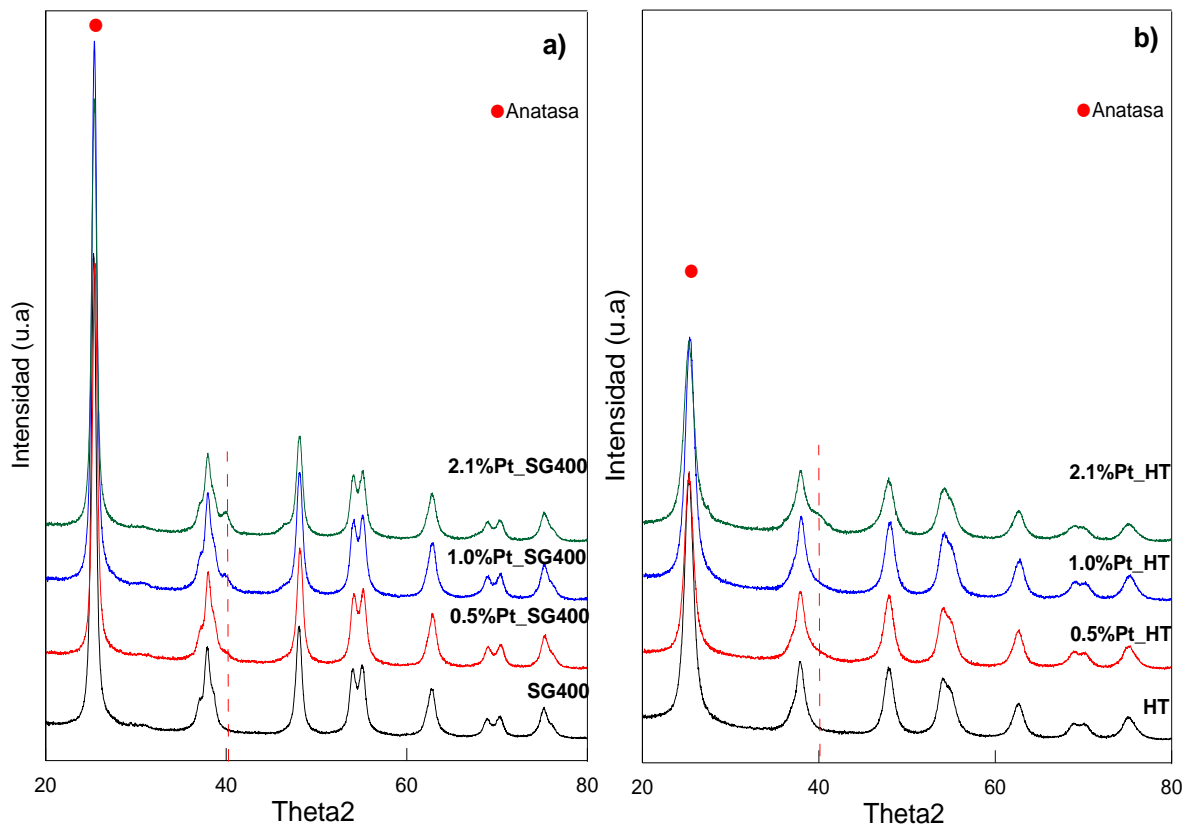 a)
Anatasa
2.1%Pt_SG400
1.0%Pt_SG400
0.5%Pt_SG400
SG400
Intensidad (u.a)
20
40
60
80
Theta2
b)
Anatasa
2.1%Pt_HT
1.0%Pt_HT
0.5%Pt_HT
HT
Intensidad (u.a)
20
40
60
80
Theta2